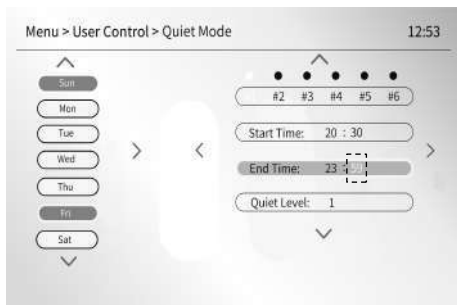 Menu > User Control > Quiet Mode
12:53
Sun
Mon
Tue
Wed
Thu
Fri
Sat
#2 #3 #4 #5 #6
Start Time: 20 : 30
End Time: 23 : 59
Quiet Level: 1